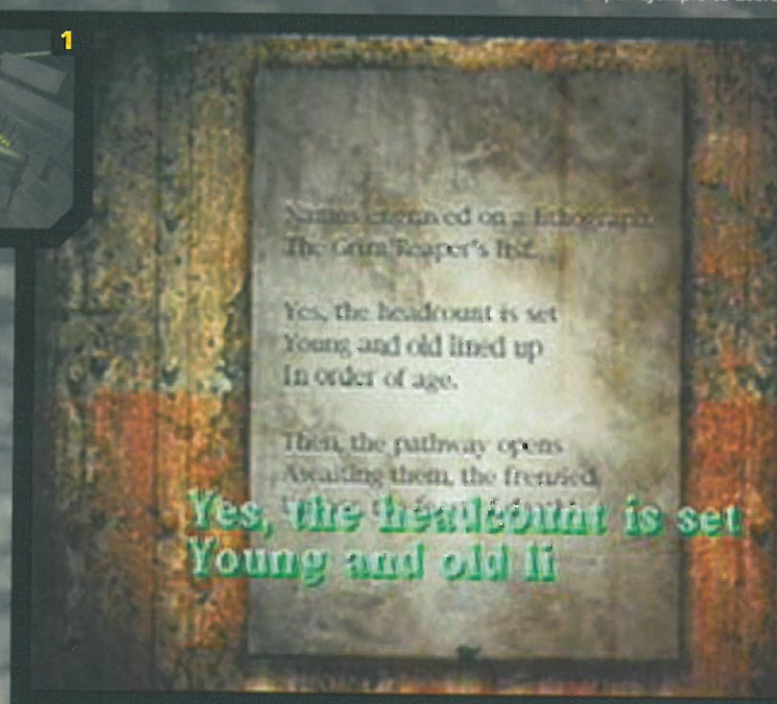 1
Names engraved on a lithograph
The Grim Reaper's list.
Yes, the headcount is set
Young and old lined up
In order of age.
Then, the pathway opens
Awaiting them, the frenzied
Yes, the headcount is set
Young and old li